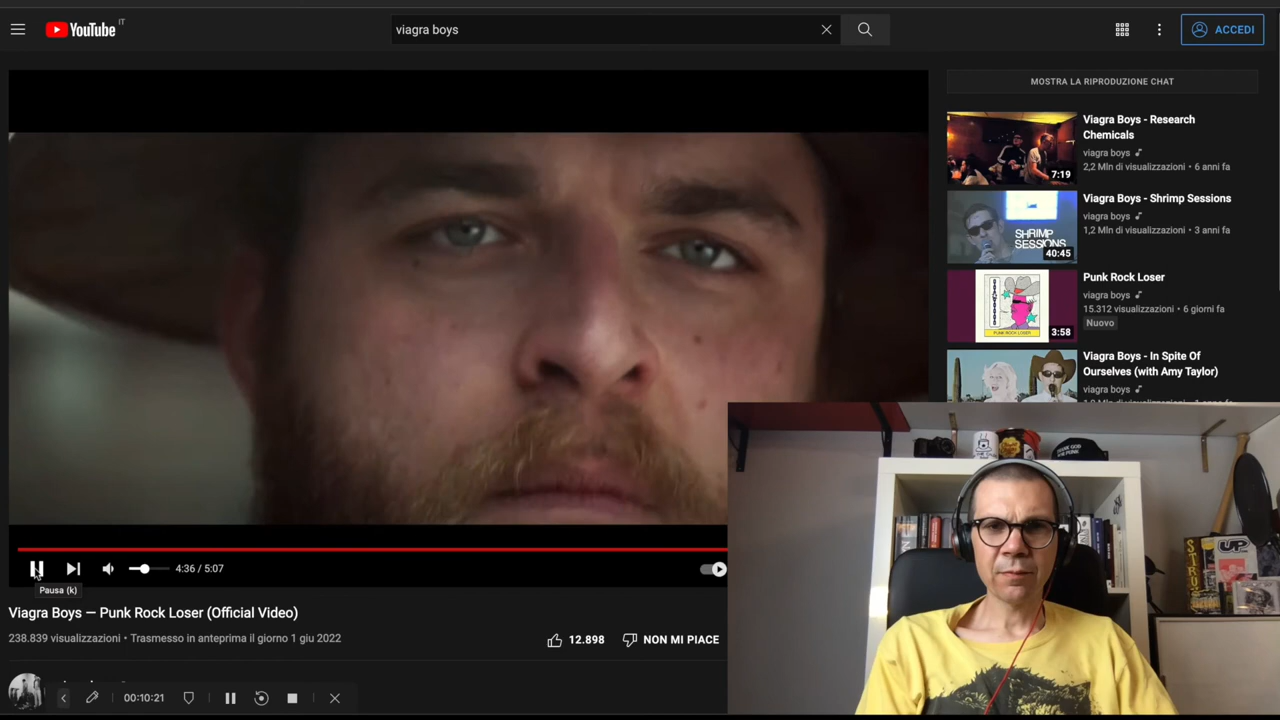 YouTube IT
viagra boys
ACCEDI
MOSTRA LA RIPRODUZIONE CHAT
Viagra Boys - Research
Chemicals
viagra boys
2,2 Mln di visualizzazioni • 6 anni fa
7:19
Viagra Boys - Shrimp Sessions
viagra boys
1,2 Mln di visualizzazioni • 3 anni fa
SHRIMP
SESSIONS
40:45
Punk Rock Loser
viagra boys
15.312 visualizzazioni • 6 giorni fa
Nuovo
PUNK ROCK LOSER
3:58
Viagra Boys - In Spite Of
Ourselves (with Amy Taylor)
viagra boys
4:36 / 5:07
Pausa (k)
Viagra Boys — Punk Rock Loser (Official Video)
238.839 visualizzazioni • Trasmesso in anteprima il giorno 1 giu 2022
12.898
NON MI PIACE
00:10:21
UP